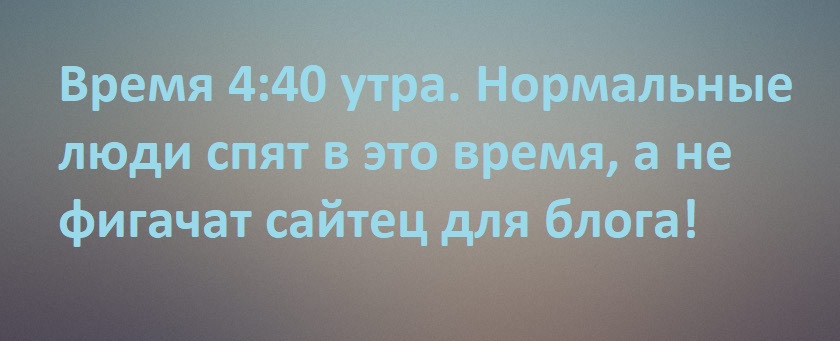 Время 4:40 утра. Нормальные
люди спят в это время, а не
фигачат сайтец для блога!